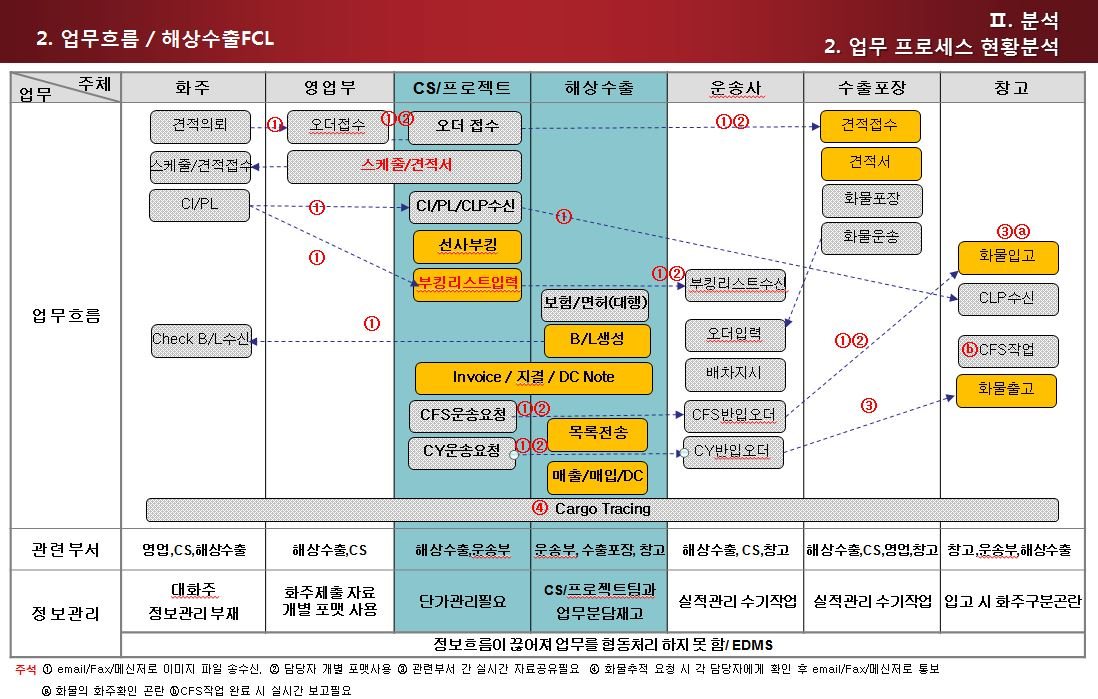 2. 업무흐름 / 해상수출FCL
Ⅱ. 분석
2. 업무 프로세스 현황분석
주체
업무
화주
영업부
CS/프로젝트
해상수출
운송사
수출포장
창고
업무흐름
견적의뢰
①
오더접수
①②
오더 접수
①②
견적접수
스케줄/견적접수
스케줄/견적서
견적서
CI/PL
①
CI/PL/CLP수신
①
화물포장
①
선사부킹
화물운송
③ⓐ
화물입고
부킹리스트입력
①②
부킹리스트수신
CLP수신
보험/면허(대행)
①
Check B/L수신
B/L생성
오더입력
①②
ⓑCFS작업
Invoice / 지결 / DC Note
배차지시
화물출고
CFS운송요청
①②
CFS반입오더
③
목록전송
CY운송요청
①②
CY반입오더
매출/매입/DC
④ Cargo Tracing
관련부서
영업,CS,해상수출
해상수출,CS
해상수출,운송부
운송부, 수출포장, 창고
해상수출, CS,창고
해상수출,CS,영업,창고
창고,운송부,해상수출
정보관리
대화주
정보관리 부재
화주제출 자료
개별 포맷 사용
단가관리필요
CS/프로젝트팀과
업무분담재고
실적관리 수기작업
실적관리 수기작업
입고 시 화주구분곤란
정보흐름이 끊어져 업무를 협동처리 하지 못 함/ EDMS
주석 ① email/Fax/메신저로 이미지 파일 송수신, ② 담당자 개별 포맷사용 ③ 관련부서 간 실시간 자료공유필요 ④ 화물추적 요청 시 각 담당자에게 확인 후 email/Fax/메신저로 통보
ⓐ 화물의 화주확인 곤란 ⓑCFS작업 완료 시 실시간 보고필요